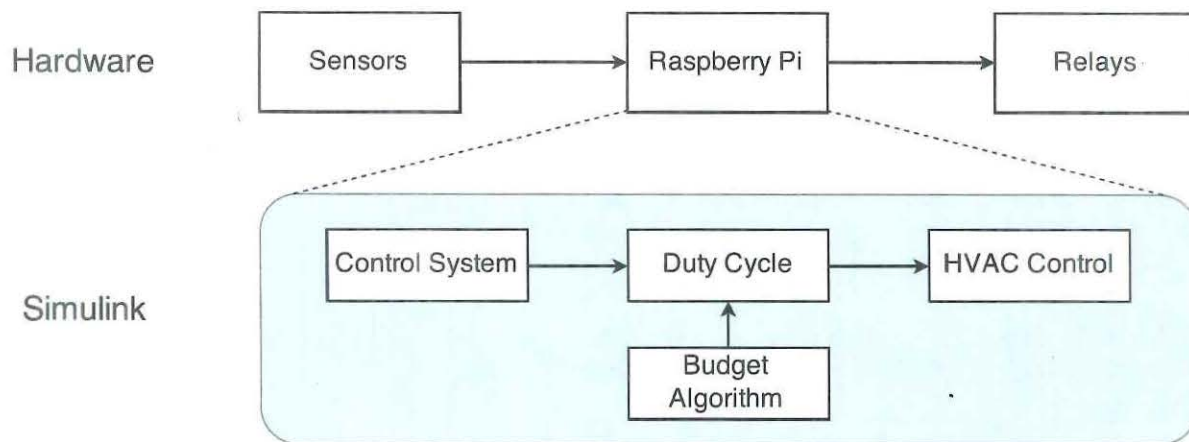 Hardware
Sensors
Raspberry Pi
Relays
Simulink
Control System
Duty Cycle
HVAC Control
Budget
Algorithm